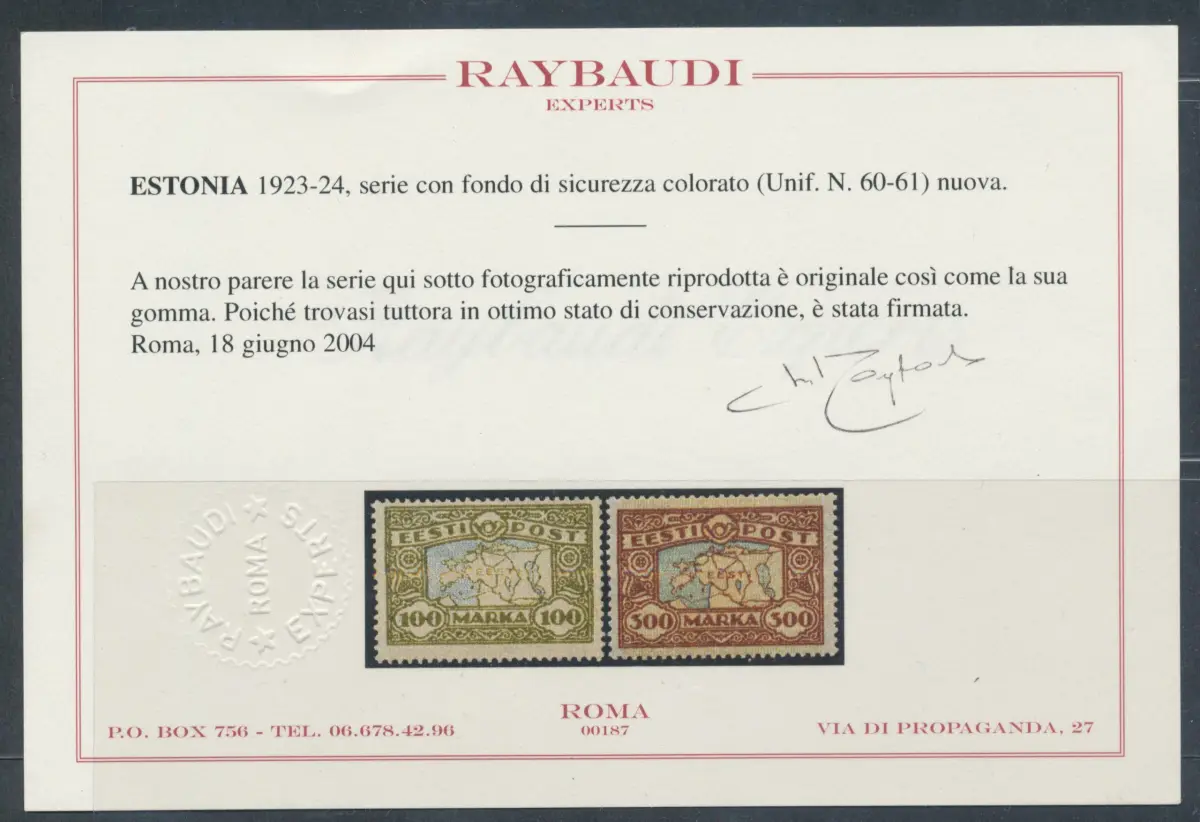 RAYBAUDI
EXPERTS
ESTONIA 1923-24, serie con fondo di sicurezza colorato (Unif. N. 60-61) nuova.
A nostro parere la serie qui sotto fotograficamente riprodotta è originale così come la sua
gomma. Poiché trovasi tuttora in ottimo stato di conservazione, è stata firmata.
Roma, 18 giugno 2004
RAYBAUDI EXPERTS
ROMA
EESTI POST
EESTI
100 MARKA 100
EESTI POST
EESTI
300 MARKA 300
ROMA
00187
P.O. BOX 756 - TEL. 06.678.42.96
VIA DI PROPAGANDA, 27